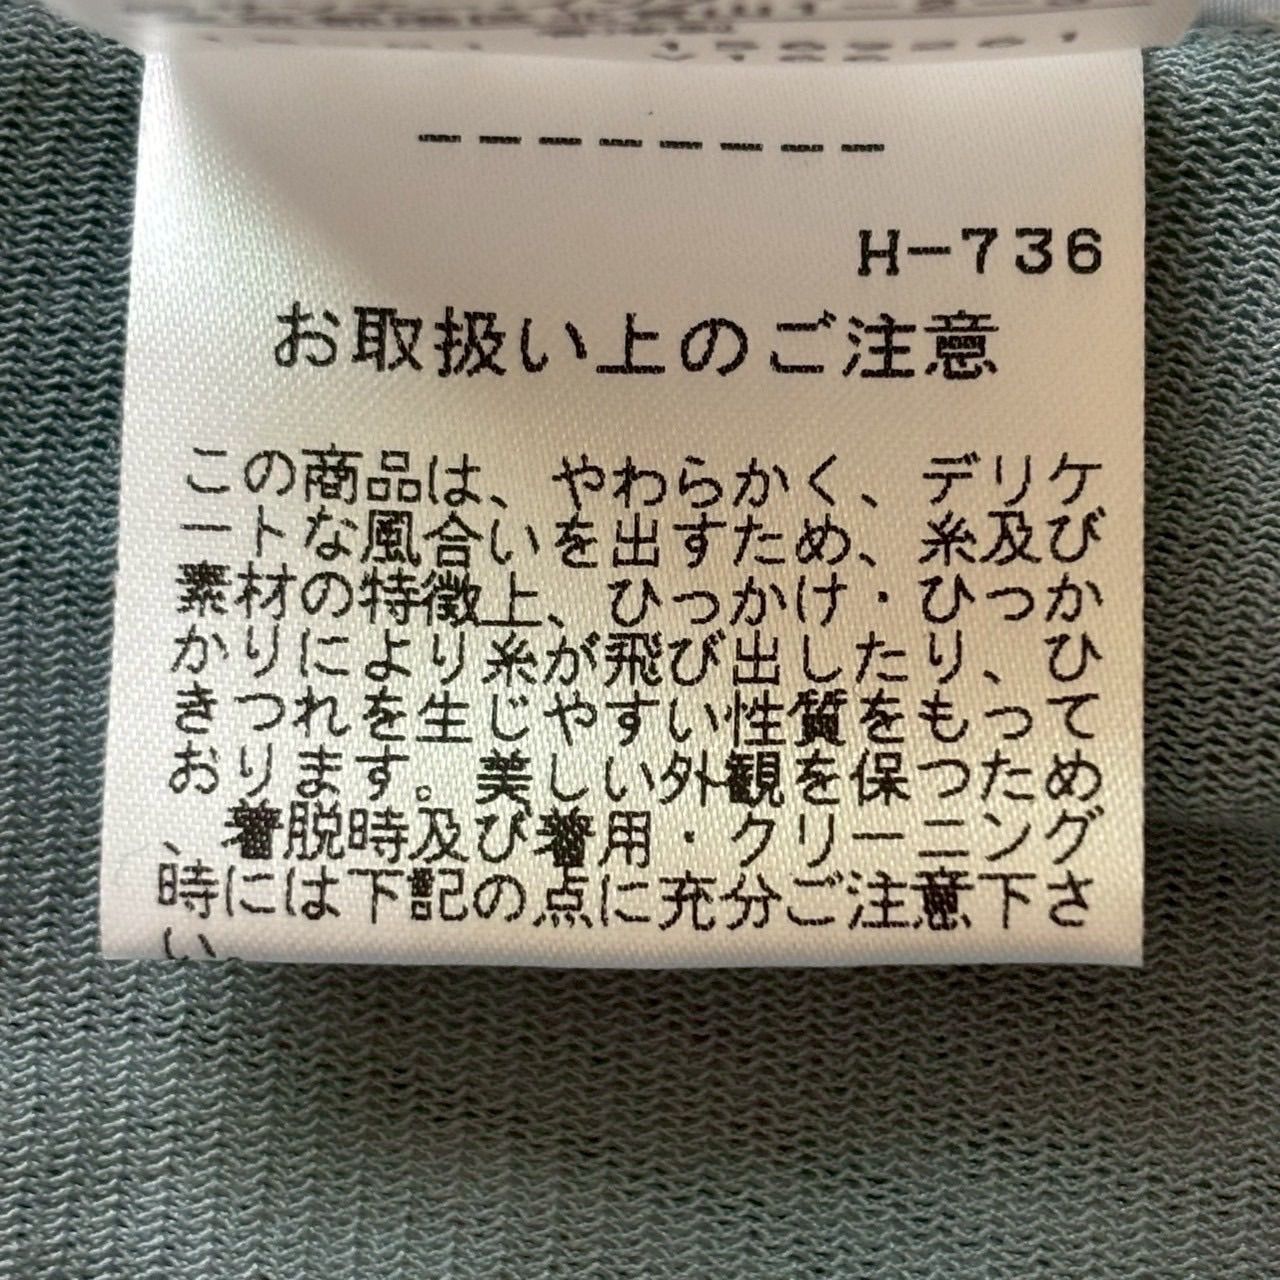 --------
H-736
お取扱い上のご注意
この商品は、やわらかく、デリケ
ートな風合いを出すため、糸及び
素材の特徴上、ひっかけ・ひっか
かりにより糸が飛び出したり、ひ
きつれを生じやすい性質をもって
おります。美しい外観を保つため
、着脱時及び着用・クリーニング
時には下記の点に充分ご注意下さ
い。